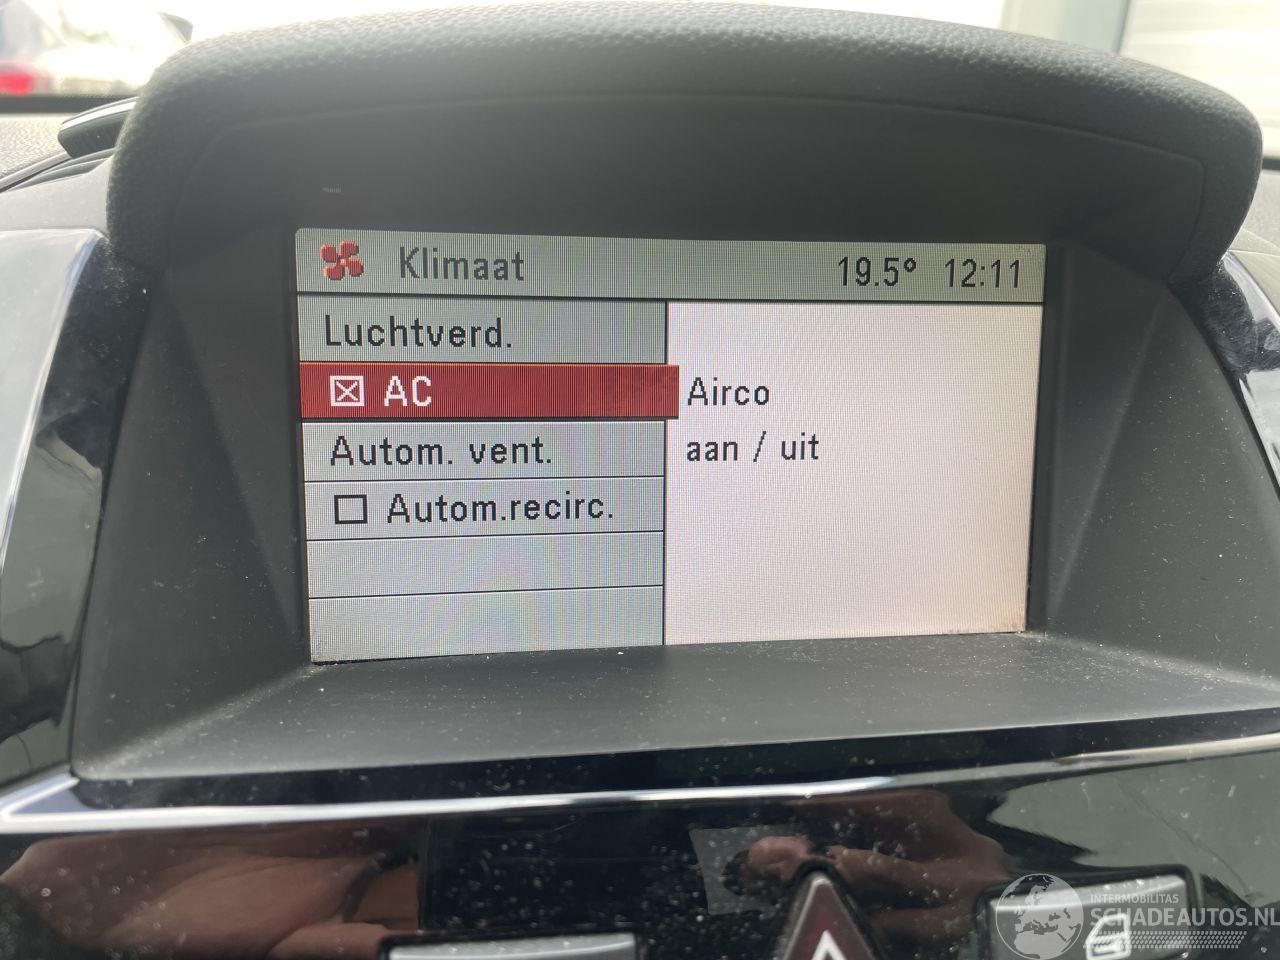 Klimaat 19.5° 12:11
Luchtverd.
AC
Airco
aan / uit
Autom. vent.
Autom.recirc.
INTERMOBILITAS
SCHADEAUTOS.NL